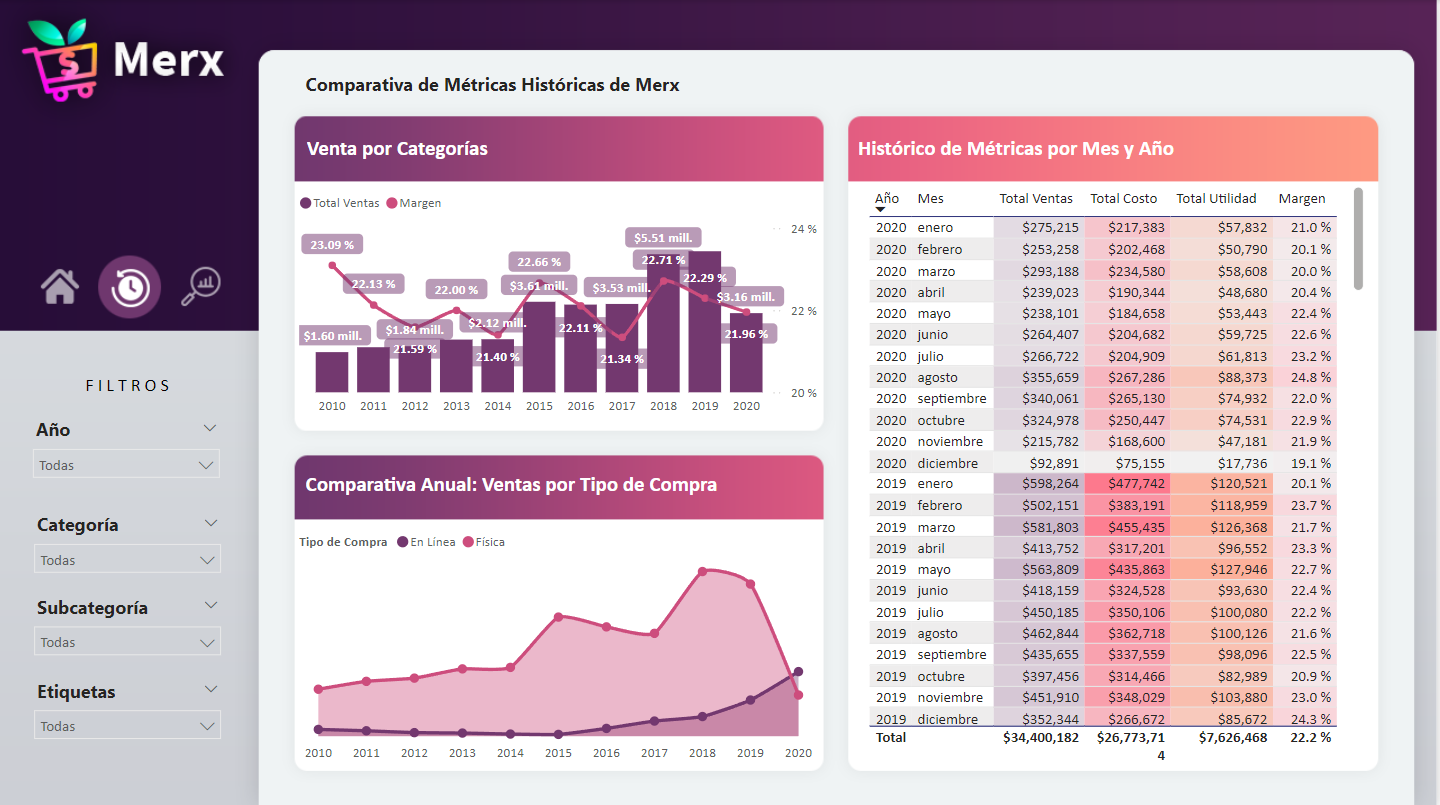 Merx
Comparativa de Métricas Históricas de Merx
FILTROS
Año
Todas
Categoría
Todas
Subcategoría
Todas
Etiquetas
Todas
Venta por Categorías
Total Ventas Margen
24 %
22 %
20 %
23.09 %
22.13 %
21.59 %
22.00 %
21.40 %
22.66 %
22.11 %
21.34 %
22.71 %
22.29 %
21.96 %
$1.60 mill.
$1.84 mill.
$2.12 mill.
$3.61 mill.
$3.53 mill.
$5.51 mill.
$3.16 mill.
2010 2011 2012 2013 2014 2015 2016 2017 2018 2019 2020
Comparativa Anual: Ventas por Tipo de Compra
Tipo de Compra En Línea Física
2010 2011 2012 2013 2014 2015 2016 2017 2018 2019 2020
Histórico de Métricas por Mes y Año
Año Mes Total Ventas Total Costo Total Utilidad Margen
2020 enero $275,215 $217,383 $57,832 21.0 %
2020 febrero $253,258 $202,468 $50,790 20.1 %
2020 marzo $293,188 $234,580 $58,608 20.0 %
2020 abril $239,023 $190,344 $48,680 20.4 %
2020 mayo $238,101 $184,658 $53,443 22.4 %
2020 junio $264,407 $204,682 $59,725 22.6 %
2020 julio $266,722 $204,909 $61,813 23.2 %
2020 agosto $355,659 $267,286 $88,373 24.8 %
2020 septiembre $340,061 $265,130 $74,932 22.0 %
2020 octubre $324,978 $250,447 $74,531 22.9 %
2020 noviembre $215,782 $168,600 $47,181 21.9 %
2020 diciembre $92,891 $75,155 $17,736 19.1 %
2019 enero $598,264 $477,742 $120,521 20.1 %
2019 febrero $502,151 $383,191 $118,959 23.7 %
2019 marzo $581,803 $455,435 $126,368 21.7 %
2019 abril $413,752 $317,201 $96,552 23.3 %
2019 mayo $563,809 $435,863 $127,946 22.7 %
2019 junio $418,159 $324,528 $93,630 22.4 %
2019 julio $450,185 $350,106 $100,080 22.2 %
2019 agosto $462,844 $362,718 $100,126 21.6 %
2019 septiembre $435,655 $337,559 $98,096 22.5 %
2019 octubre $397,456 $314,466 $82,989 20.9 %
2019 noviembre $451,910 $348,029 $103,880 23.0 %
2019 diciembre $352,344 $266,672 $85,672 24.3 %
Total $34,400,182 $26,773,71 $7,626,468 22.2 %
4